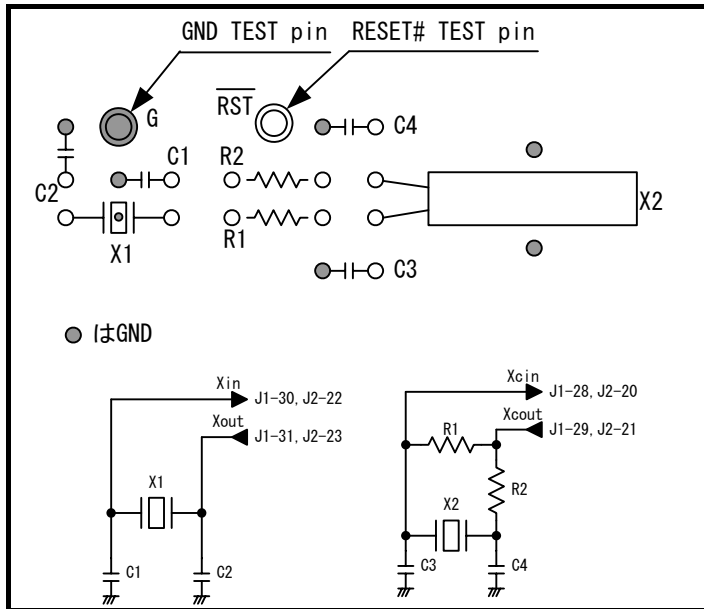 GND TEST pin RESET# TEST pin
G
RST
C4
C1
R2
C2
X2
X1
R1
C3
はGND
Xin
J1-30, J2-22
Xout
J1-31, J2-23
X1
C1
C2
Xcin
J1-28, J2-20
Xcout
J1-29, J2-21
R1
R2
X2
C3
C4